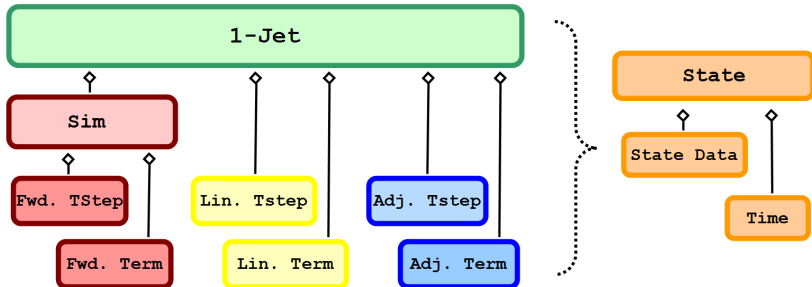 1-Jet
State
Sim
State Data
Fwd. TStep
Lin. Tstep
Adj. Tstep
Time
Fwd. Term
Lin. Term
Adj. Term